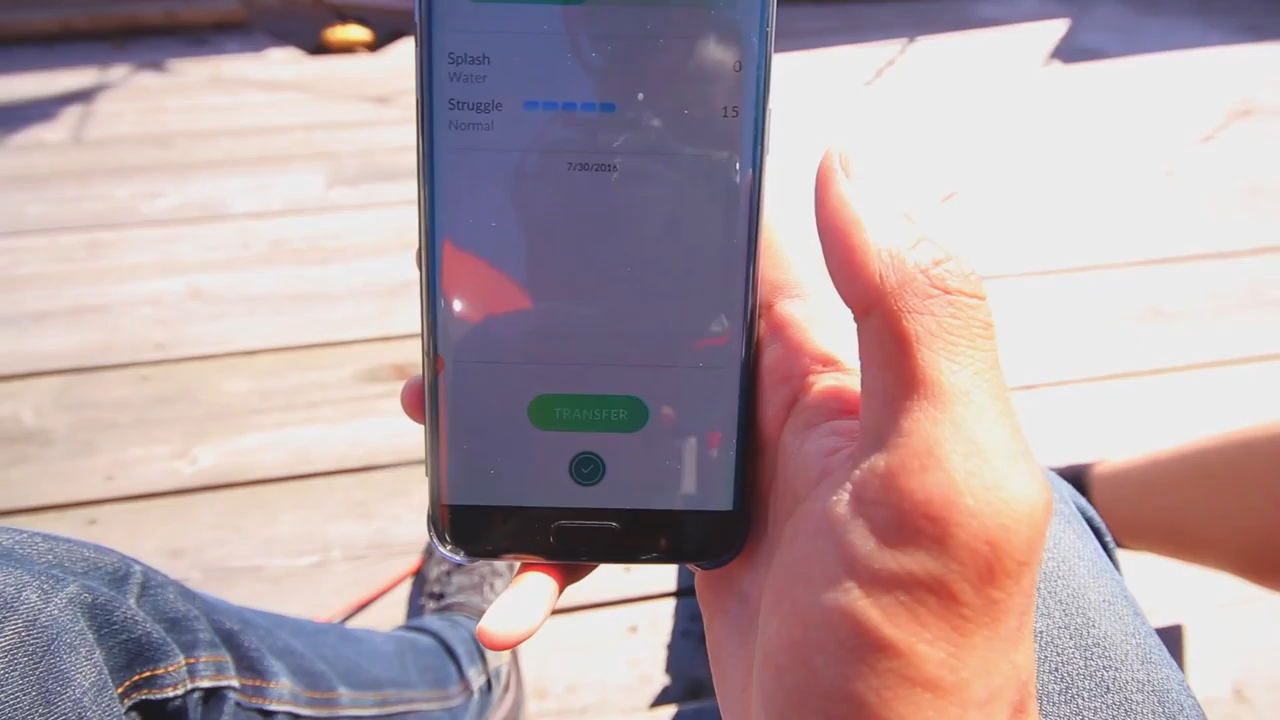 Splash 0
Water
Struggle 15
Normal
7/30/2016
TRANSFER